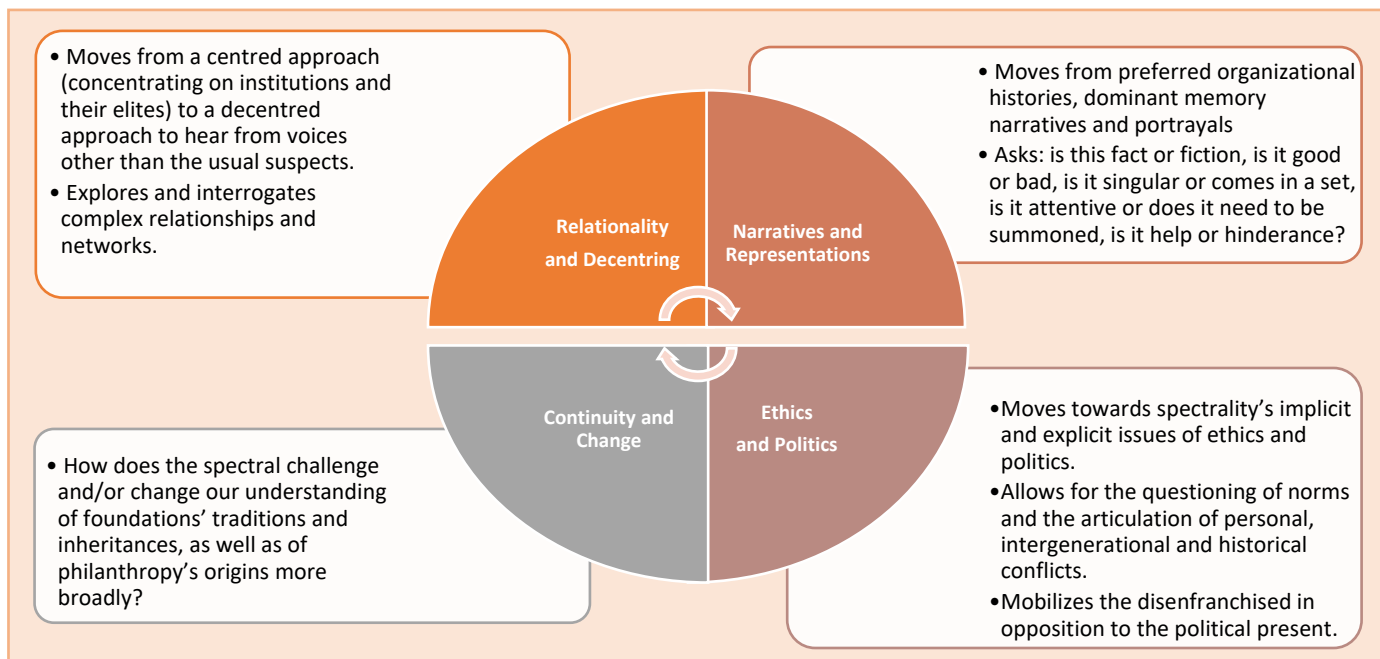 • Moves from a centred approach
(concentrating on institutions and
their elites) to a decentred
approach to hear from voices
other than the usual suspects.
• Explores and interrogates
complex relationships and
networks.
• Moves from preferred organizational
histories, dominant memory
narratives and portrayals
• Asks: is this fact or fiction, is it good
or bad, is it singular or comes in a set,
is it attentive or does it need to be
summoned, is it help or hinderance?
Relationality
and Decentring
Narratives and
Representations
Continuity and
Change
Ethics
and Politics
• How does the spectral challenge
and/or change our understanding
of foundations’ traditions and
inheritances, as well as of
philanthropy’s origins more
broadly?
•Moves towards spectrality’s implicit
and explicit issues of ethics and
politics.
•Allows for the questioning of norms
and the articulation of personal,
intergenerational and historical
conflicts.
•Mobilizes the disenfranchised in
opposition to the political present.